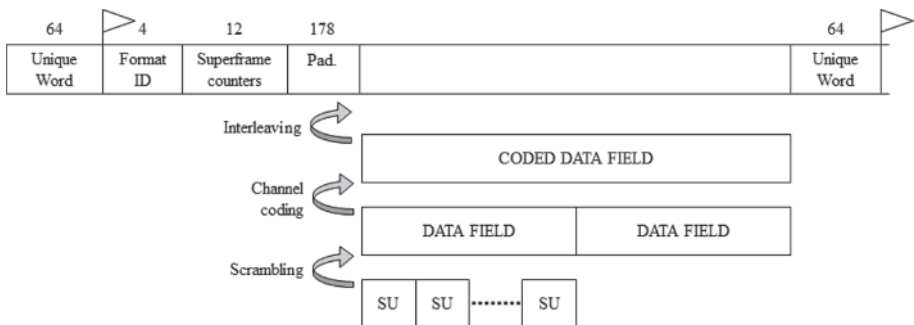 64 4 12 178 64
Unique Word Format ID Superframe counters Pad. Unique Word
Interleaving
CODED DATA FIELD
Channel coding
DATA FIELD DATA FIELD
Scrambling
SU SU SU